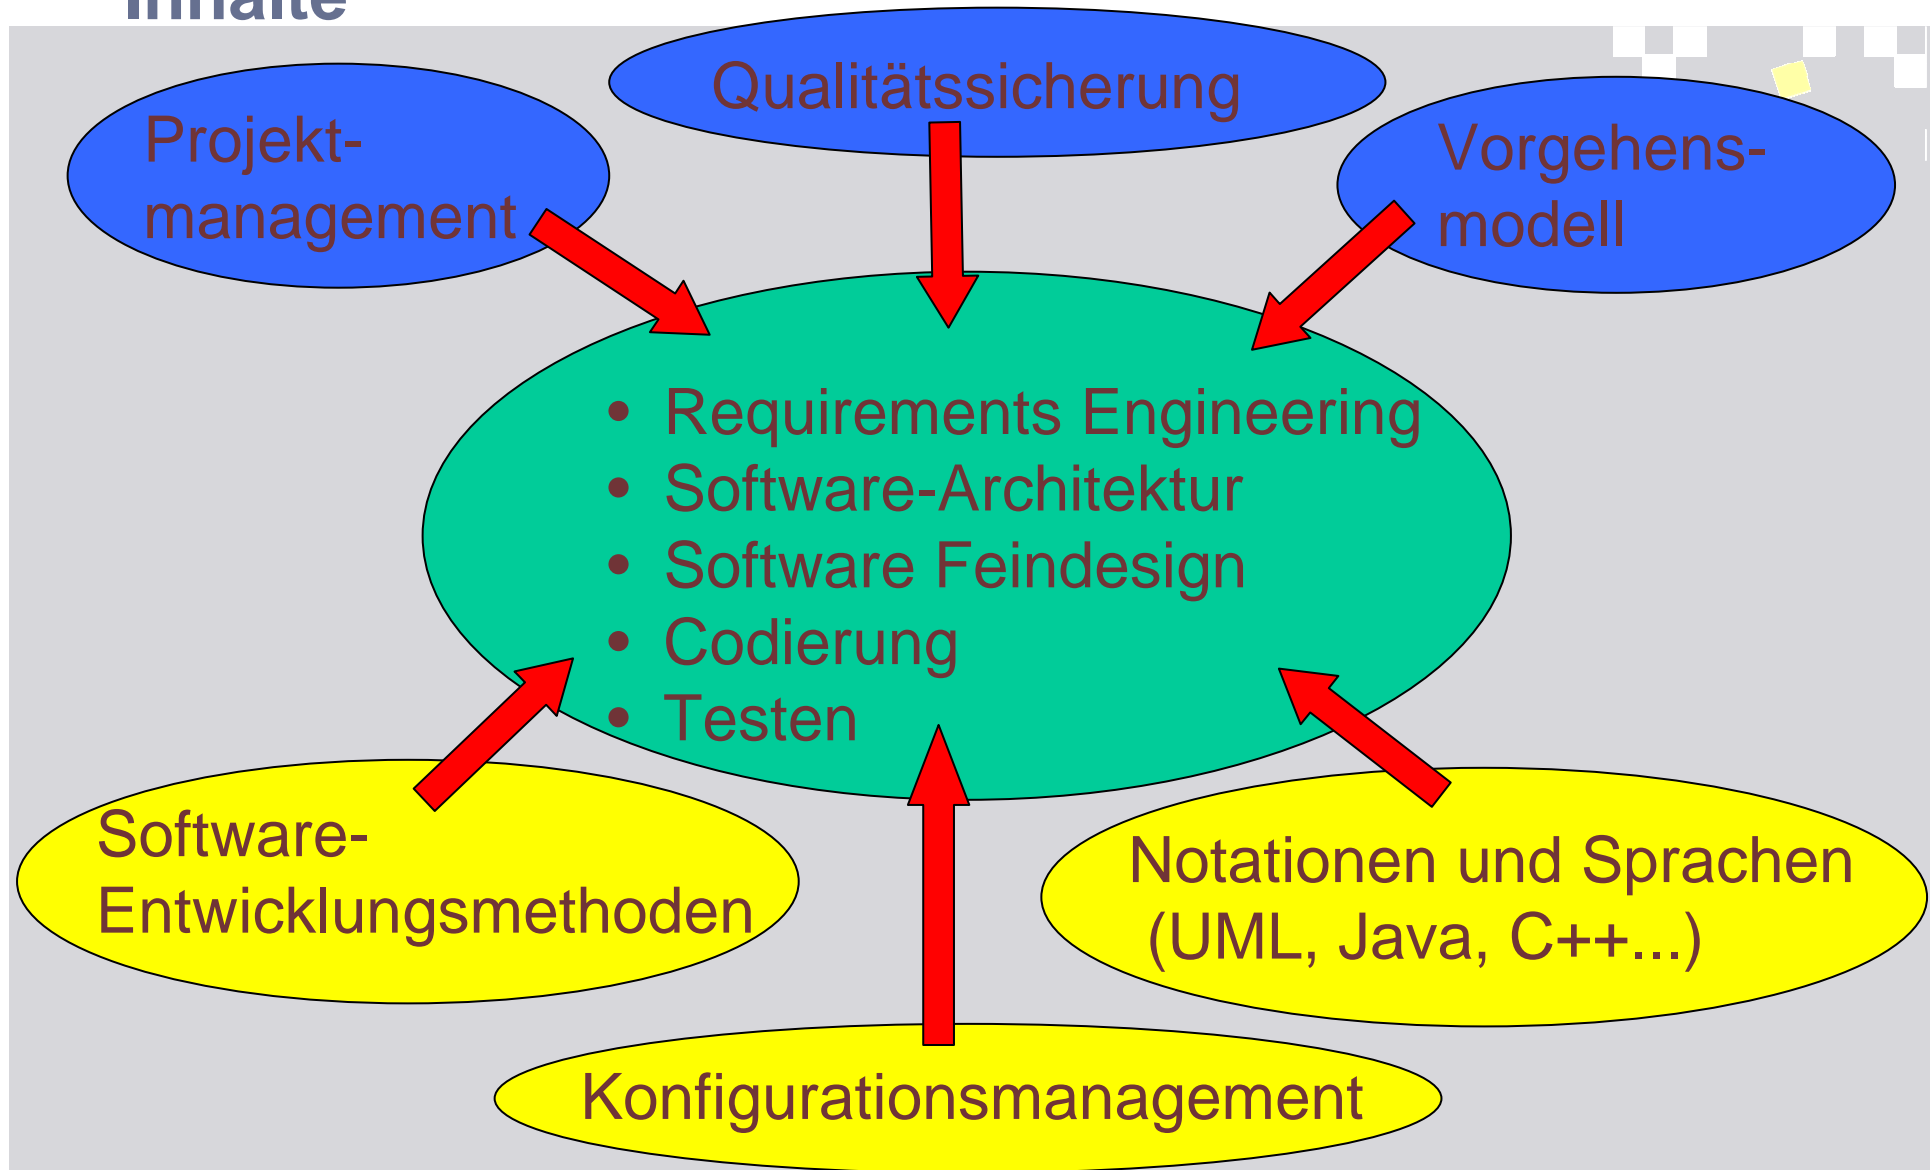 Inhalte
Qualitätssicherung
Projekt-
management
Vorgehens-
modell
• Requirements Engineering
• Software-Architektur
• Software Feindesign
• Codierung
• Testen
Software-
Entwicklungsmethoden
Notationen und Sprachen
(UML, Java, C++...)
Konfigurationsmanagement